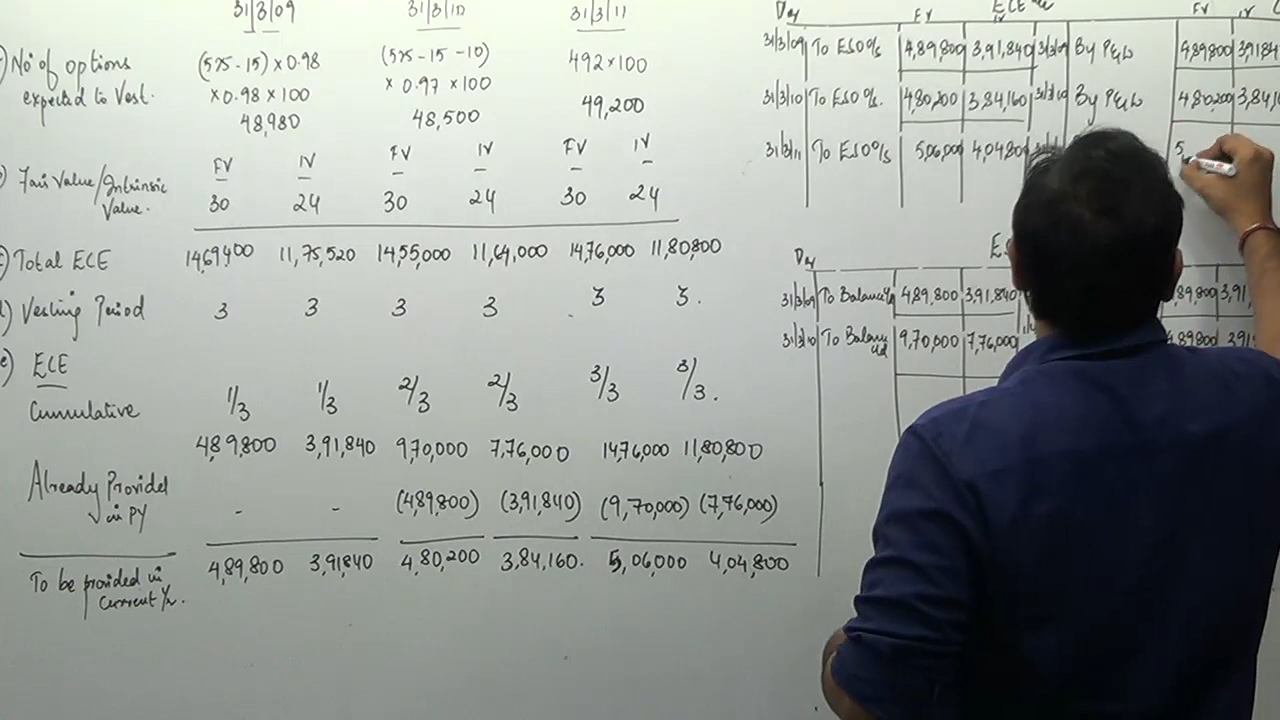 31/3/09 31/3/10 31/3/11
No of options (525-15) x 0.98 (525-15-10) 492 x 100
expected to Vest. x 0.98 x 100 x 0.97 x 100 49,200
48,980 48,500
FV IV FV IV FV IV
Fair Value/Intrinsic Value. 30 24 30 24 30 24
Total ECE 14,69,400 11,75,520 14,55,000 11,64,000 14,76,000 11,80,800
d) Vesting Period 3 3 3 3 3 3.
e) ECE
Cumulative 1/3 1/3 2/3 2/3 3/3 3/3.
4,89,800 3,91,840 9,70,000 7,76,000 14,76,000 11,80,800
Already Provided in PY - - (4,89,800) (3,91,840) (9,70,000) (7,76,000)
To be provided in Current Yr. 4,89,800 3,91,840 4,80,200 3,84,160. 5,06,000 4,04,800
ECE
FV IV FV IV
31/3/09 To ESO o/s 4,89,800 3,91,840 31/3/09 By P&L 4,89,800 3,9184
31/3/10 To ESO o/s. 4,80,200 3,84,160 31/3/10 By P&L 4,80,200 3,84,1
31/3/11 To ESO o/s 5,06,000 4,04,800 5
31/3/09 To Balance 4,89,800 3,91,840 ,89,800 3,91
31/3/10 To Balance 9,70,000 7,76,000 4,89,800 391